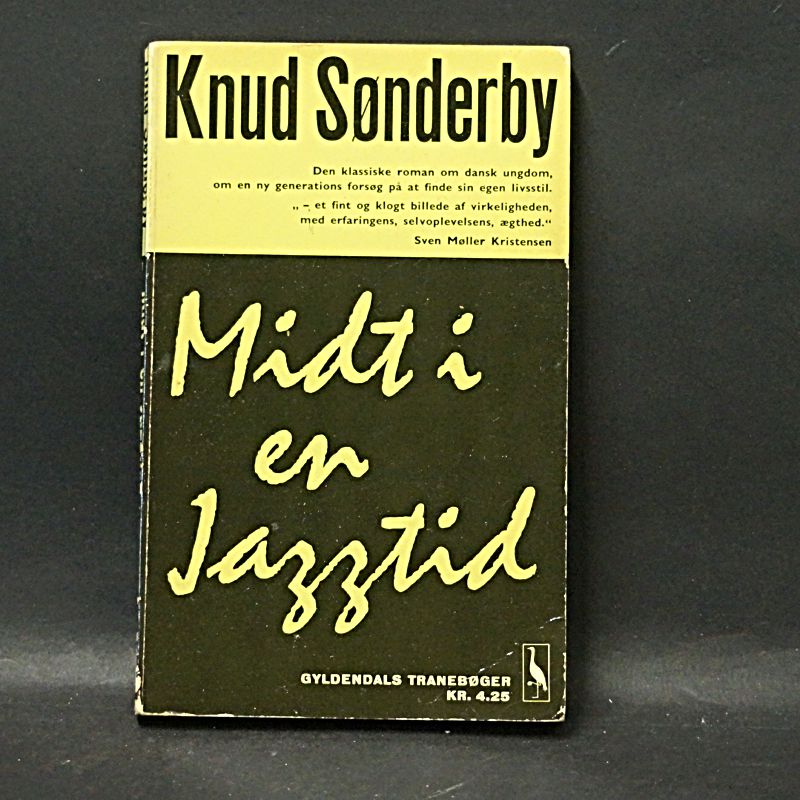 Knud Sønderby
Den klassiske roman om dansk ungdom,
om en ny generations forsøg på at finde sin egen livsstil.
„ – et fint og klogt billede af virkeligheden,
med erfaringens, selvoplevelsens, ægthed.“
Sven Møller Kristensen
Midt i
en
Jazztid
GYLDENDALS TRANEBØGER
KR. 4.25